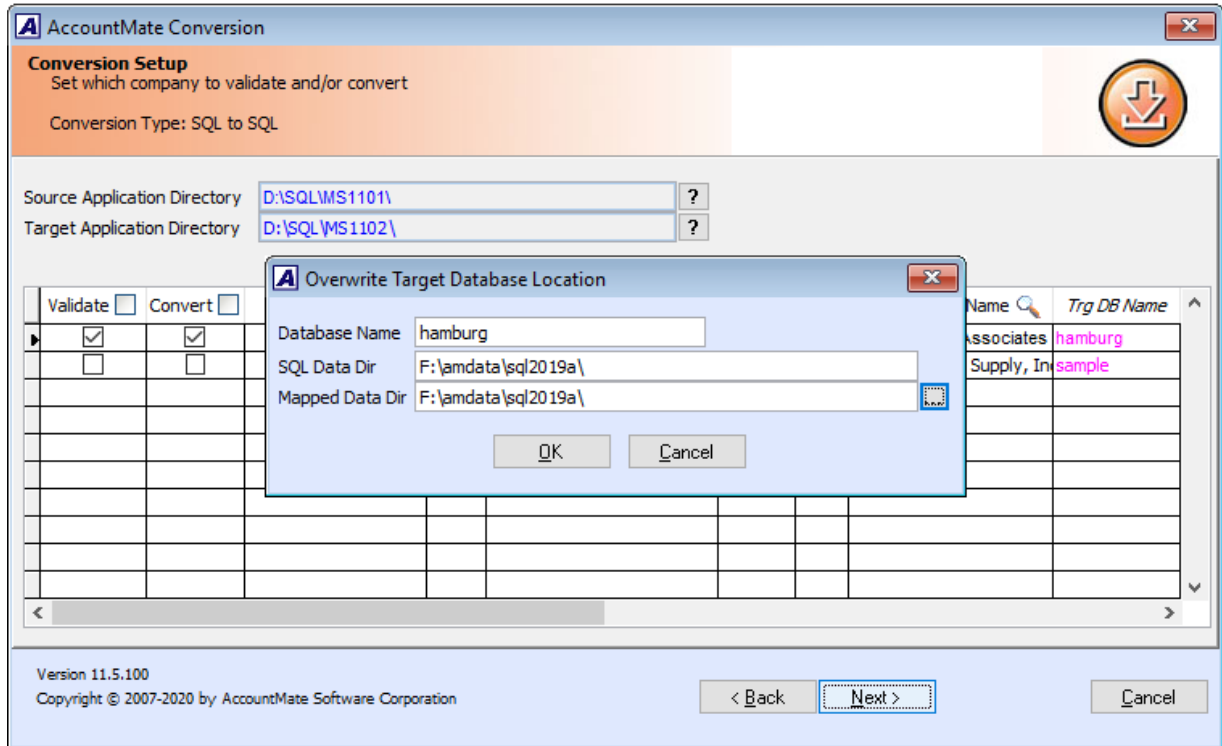 AccountMate Conversion
Conversion Setup
Set which company to validate and/or convert
Conversion Type: SQL to SQL
Source Application Directory D:\SQL\MS1101\ ?
Target Application Directory D:\SQL\MS1102\ ?
Overwrite Target Database Location
Validate Convert Name Trg DB Name
Database Name hamburg
Associates hamburg
SQL Data Dir F:\amdata\sql2019a\
Supply, In sample
Mapped Data Dir F:\amdata\sql2019a\ ...
OK Cancel
Version 11.5.100
Copyright © 2007-2020 by AccountMate Software Corporation
< Back Next > Cancel